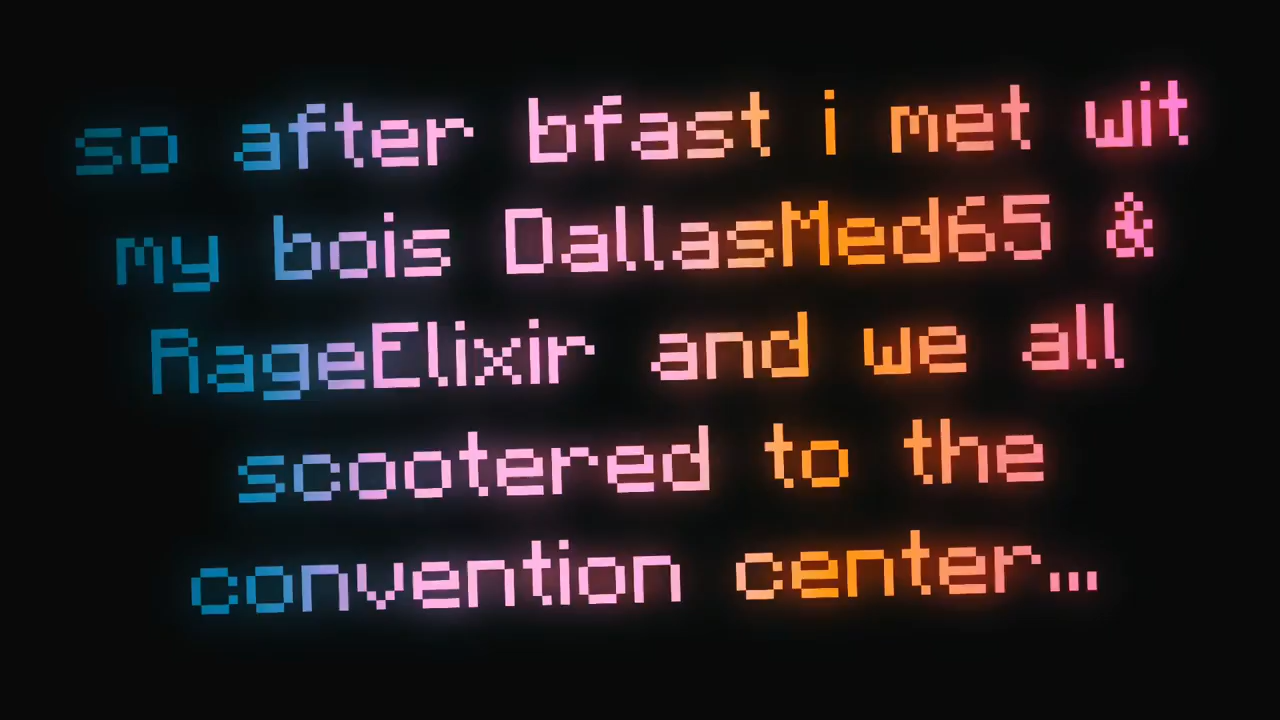 so after bfast i met wit
my bois DallasMed65 &
RageElixir and we all
scootered to the
convention center...